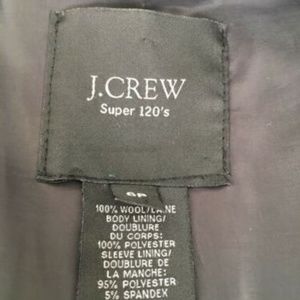 J.CREW
Super 120's
6P
100% WOOL/LAINE
BODY LINING/
DOUBLURE
DU CORPS:
100% POLYESTER
SLEEVE LINING/
DOUBLURE DE
LA MANCHE:
95% POLYESTER
5% SPANDEX